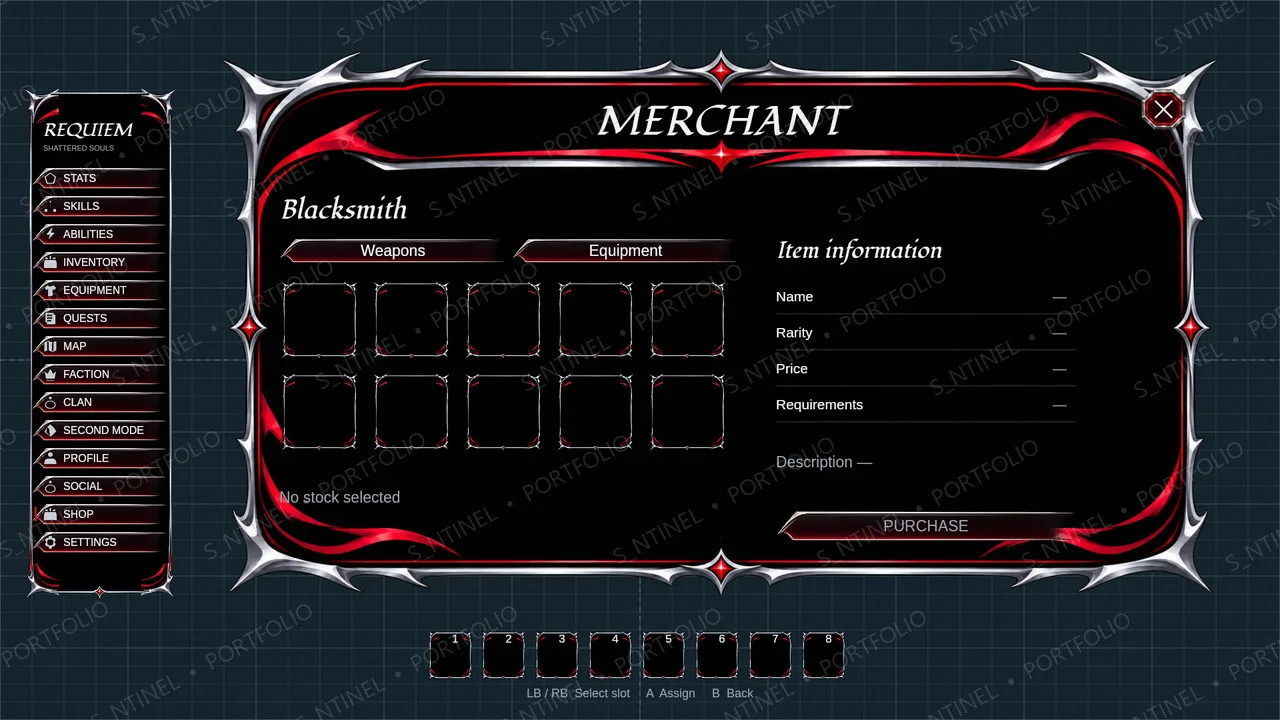 REQUIEM
SHATTERED SOULS
STATS
SKILLS
ABILITIES
INVENTORY
EQUIPMENT
QUESTS
MAP
FACTION
CLAN
SECOND MODE
PROFILE
SOCIAL
SHOP
SETTINGS
MERCHANT
Blacksmith
Weapons Equipment
No stock selected
Item information
Name —
Rarity —
Price —
Requirements —
Description —
PURCHASE
1 2 3 4 5 6 7 8
LB / RB Select slot A Assign B Back
S_NTINEL • PORTFOLIO